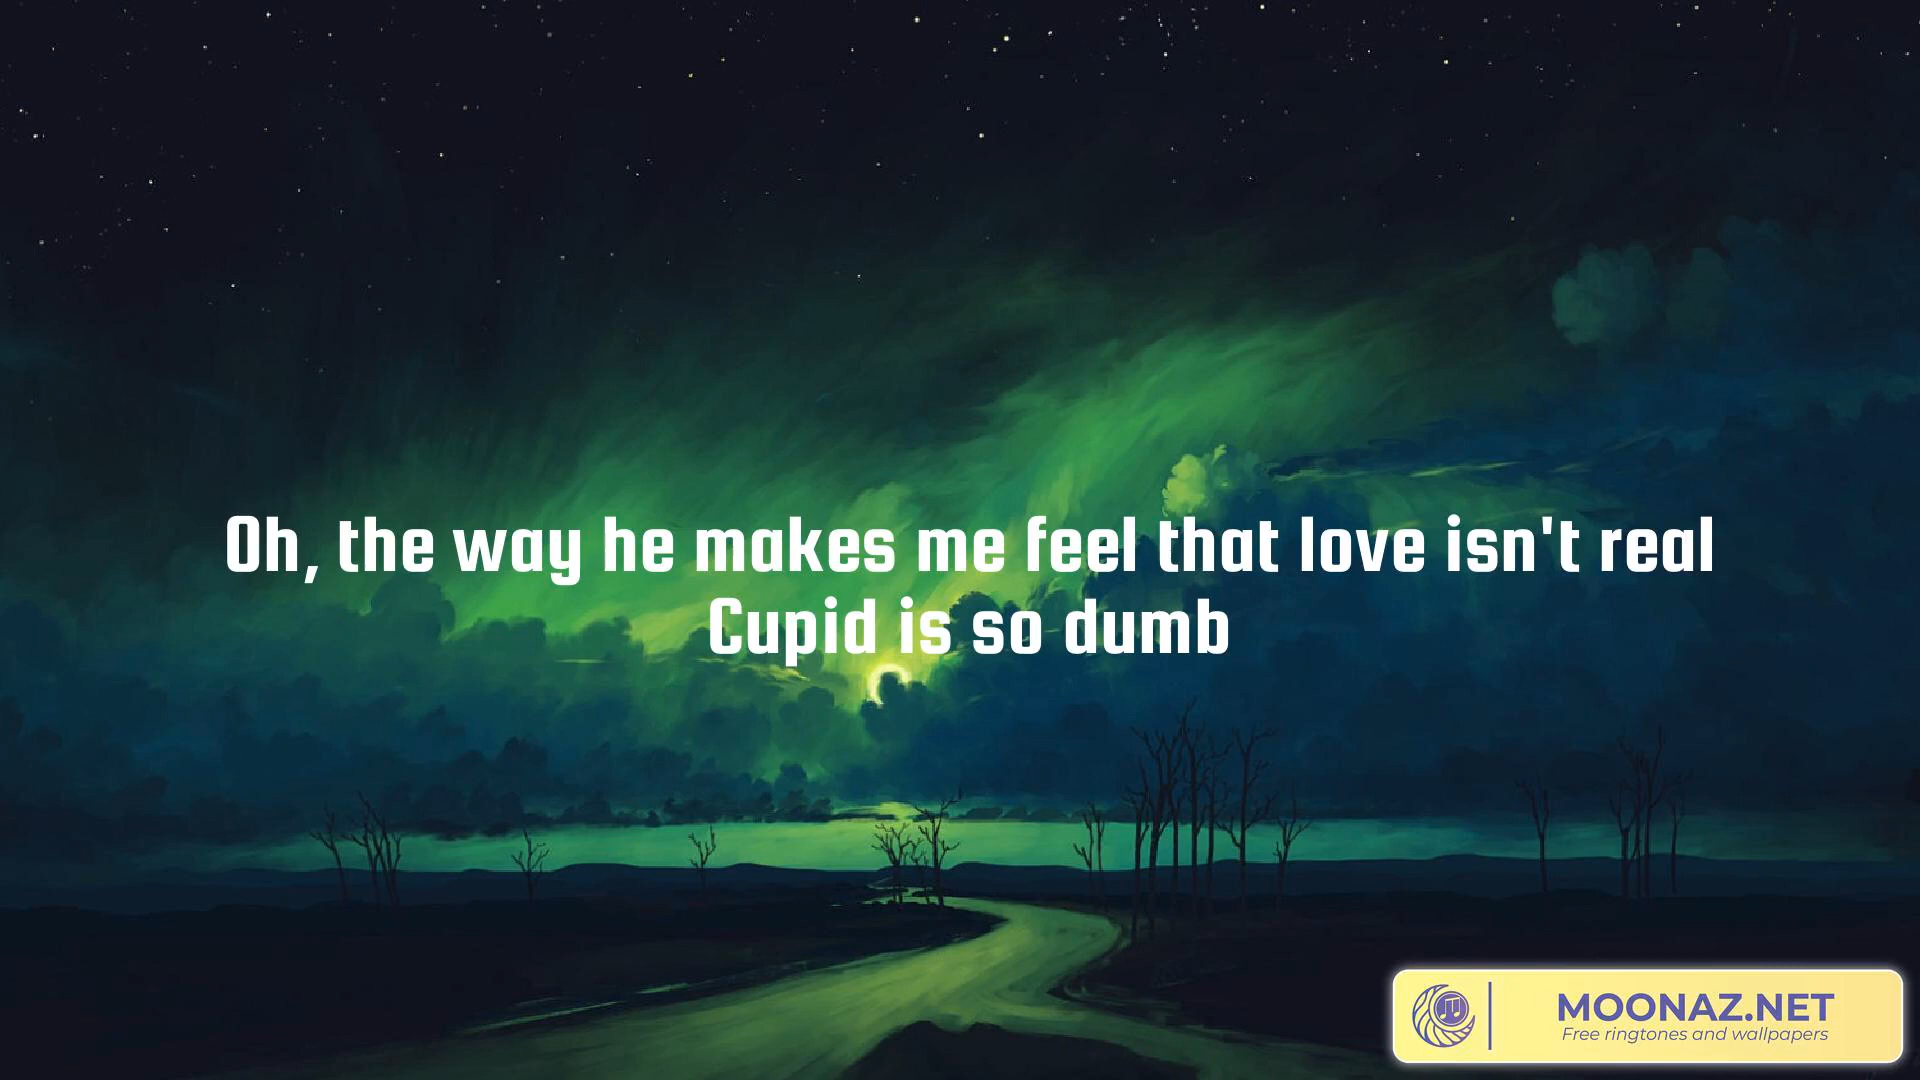 Oh, the way he makes me feel that love isn't real
Cupid is so dumb
MOONAZ.NET
Free ringtones and wallpapers